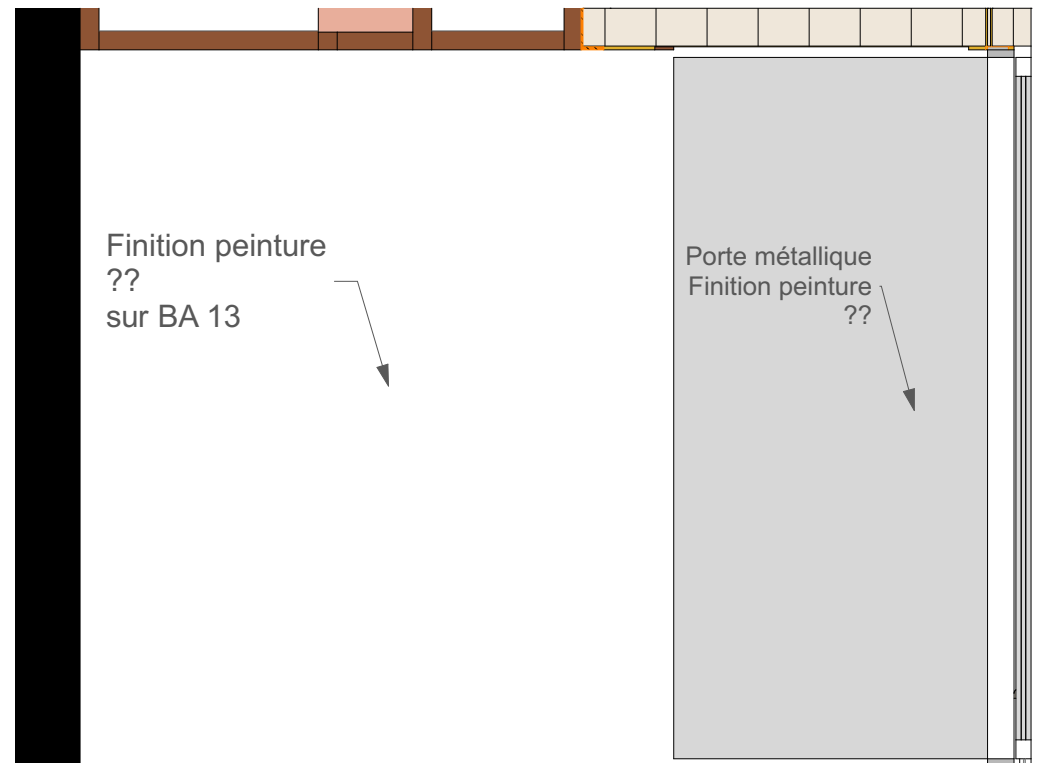 Finition peinture
??
sur BA 13
Porte métallique
Finition peinture
??